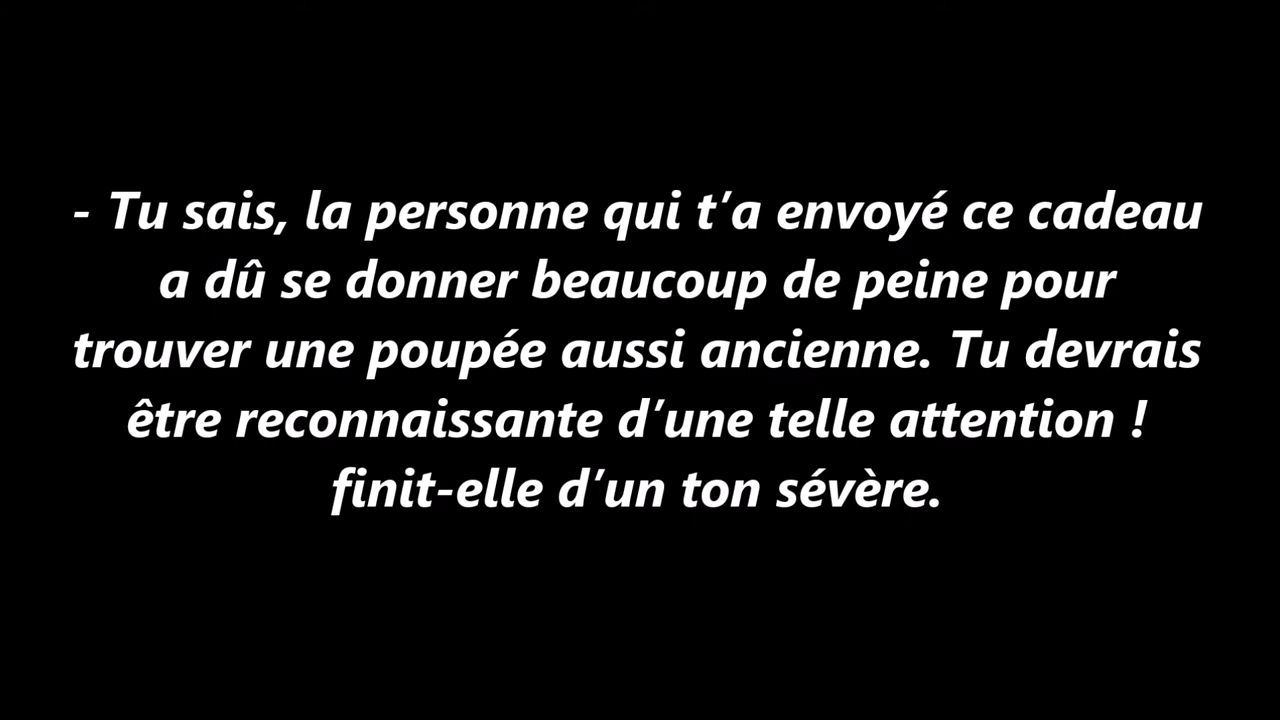 - Tu sais, la personne qui t’a envoyé ce cadeau
a dû se donner beaucoup de peine pour
trouver une poupée aussi ancienne. Tu devrais
être reconnaissante d’une telle attention !
finit-elle d’un ton sévère.